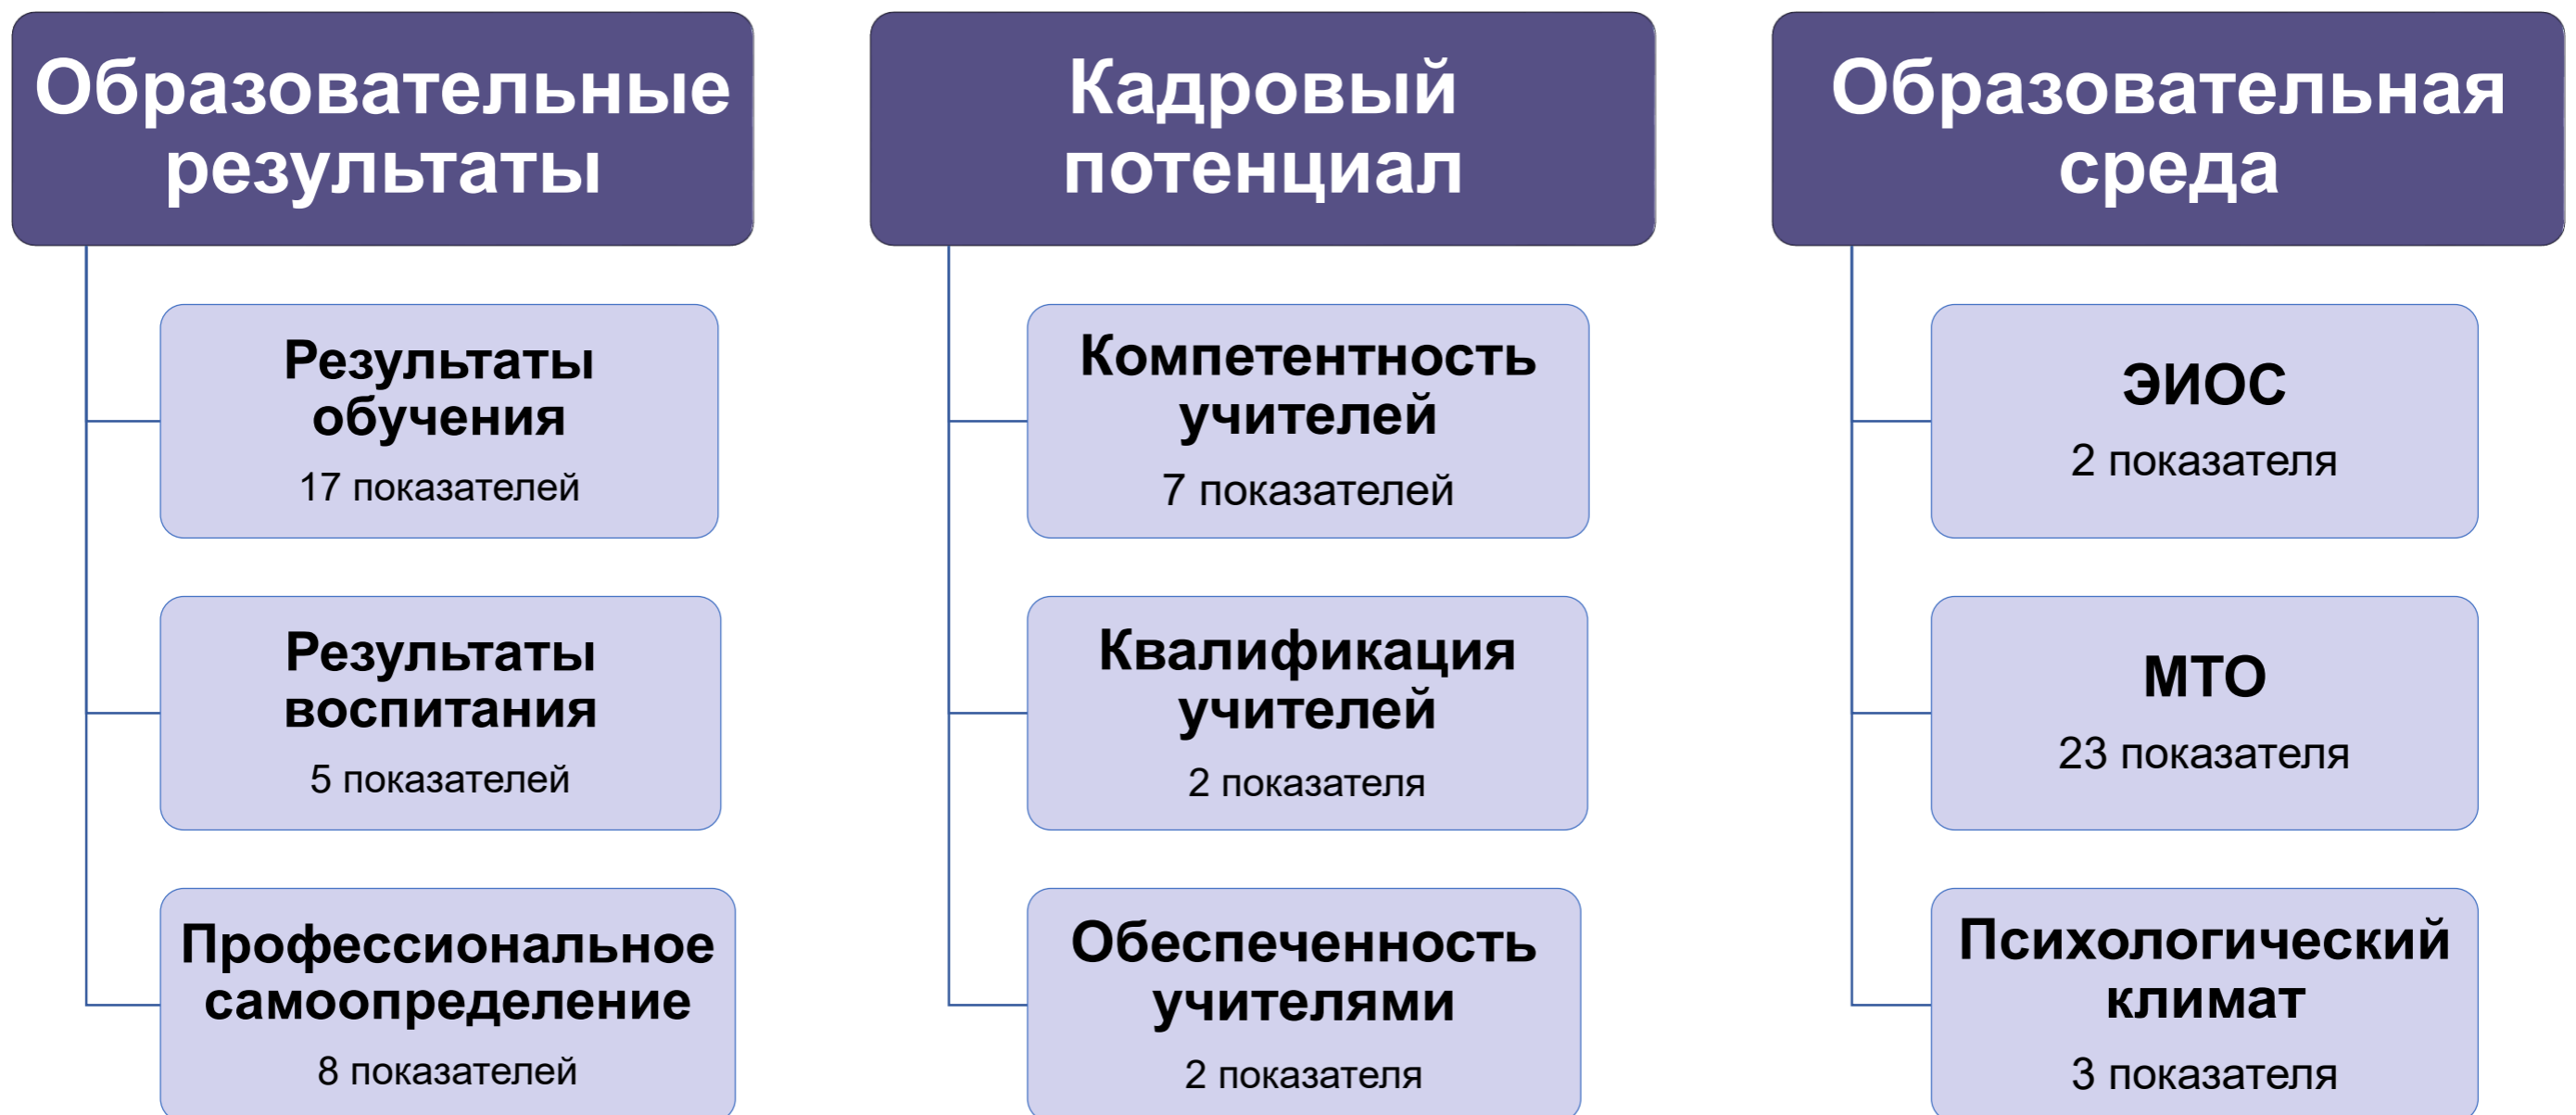 Образовательные
результаты
Результаты
обучения
17 показателей
Результаты
воспитания
5 показателей
Профессиональное
самоопределение
8 показателей
Кадровый
потенциал
Компетентность
учителей
7 показателей
Квалификация
учителей
2 показателя
Обеспеченность
учителями
2 показателя
Образовательная
среда
ЭИОС
2 показателя
МТО
23 показателя
Психологический
климат
3 показателя